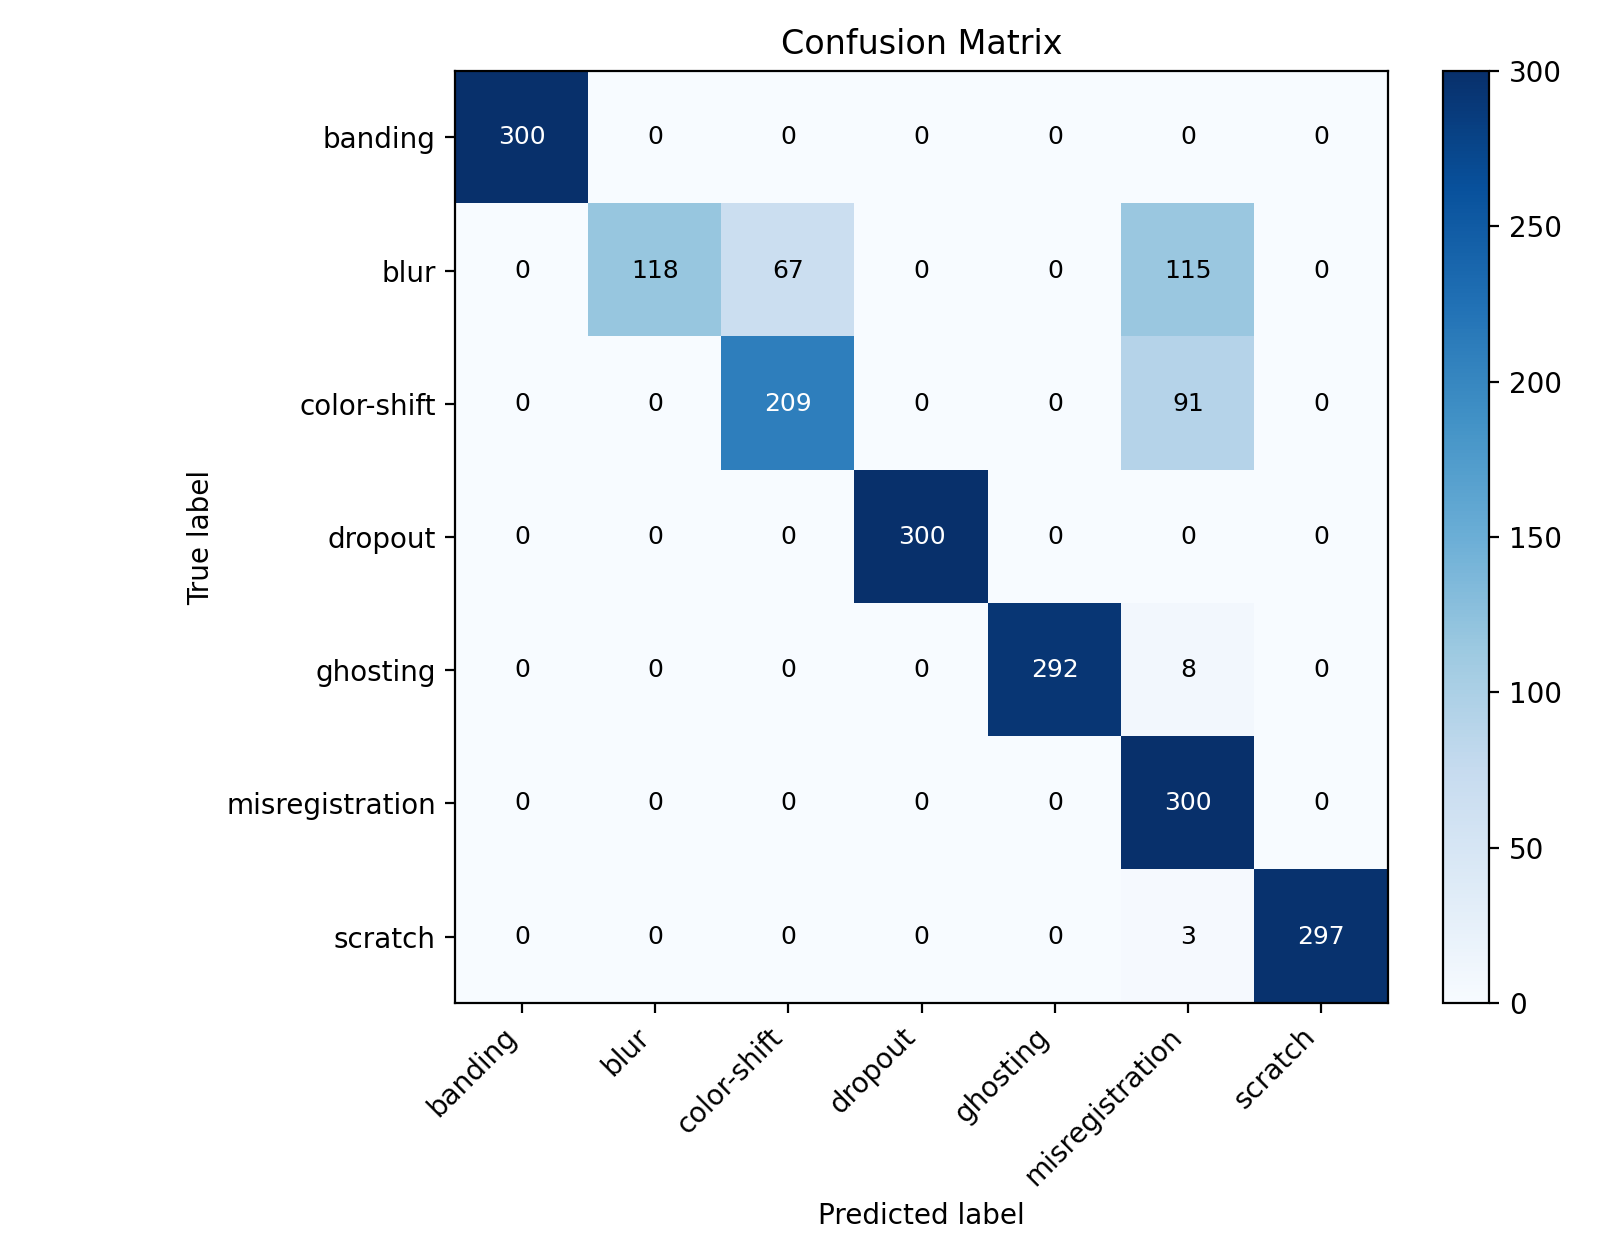 Confusion Matrix
banding 300 0 0 0 0 0 0
blur 0 118 67 0 0 115 0
color-shift 0 0 209 0 0 91 0
dropout 0 0 0 300 0 0 0
ghosting 0 0 0 0 292 8 0
misregistration 0 0 0 0 0 300 0
scratch 0 0 0 0 0 3 297
True label
banding blur color-shift dropout ghosting misregistration scratch
Predicted label
300
250
200
150
100
50
0